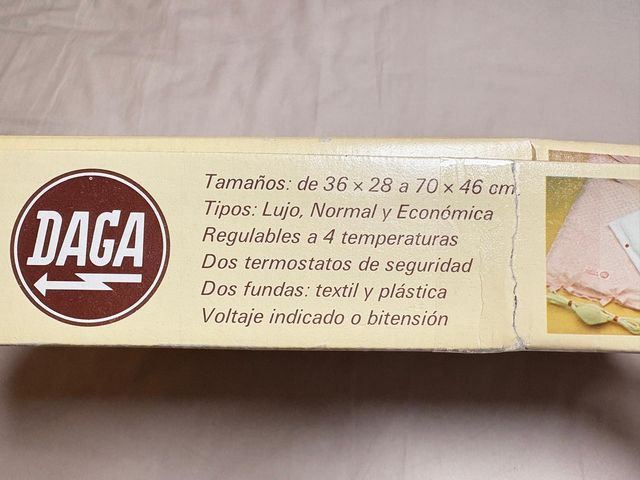 DAGA
Tamaños: de 36 × 28 a 70 × 46 cm.
Tipos: Lujo, Normal y Económica
Regulables a 4 temperaturas
Dos termostatos de seguridad
Dos fundas: textil y plástica
Voltaje indicado o bitensión